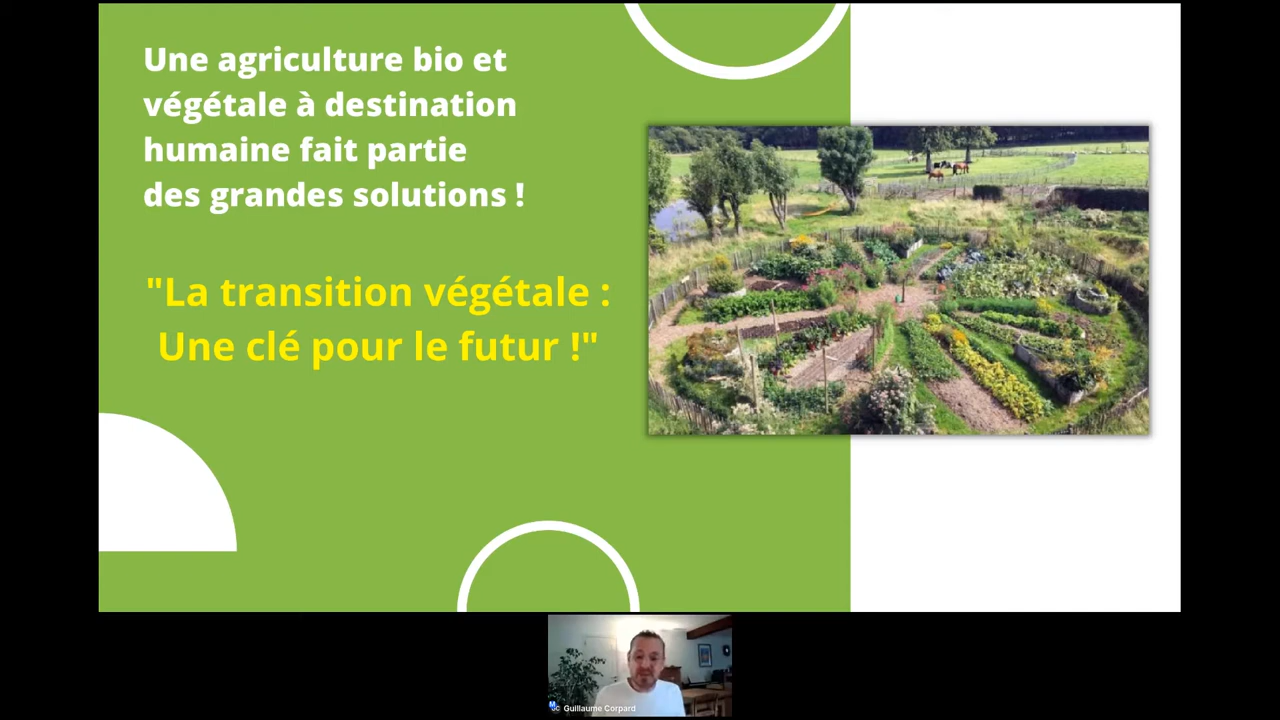 Une agriculture bio et
végétale à destination
humaine fait partie
des grandes solutions !
"La transition végétale :
Une clé pour le futur !"
Guillaume Corpard